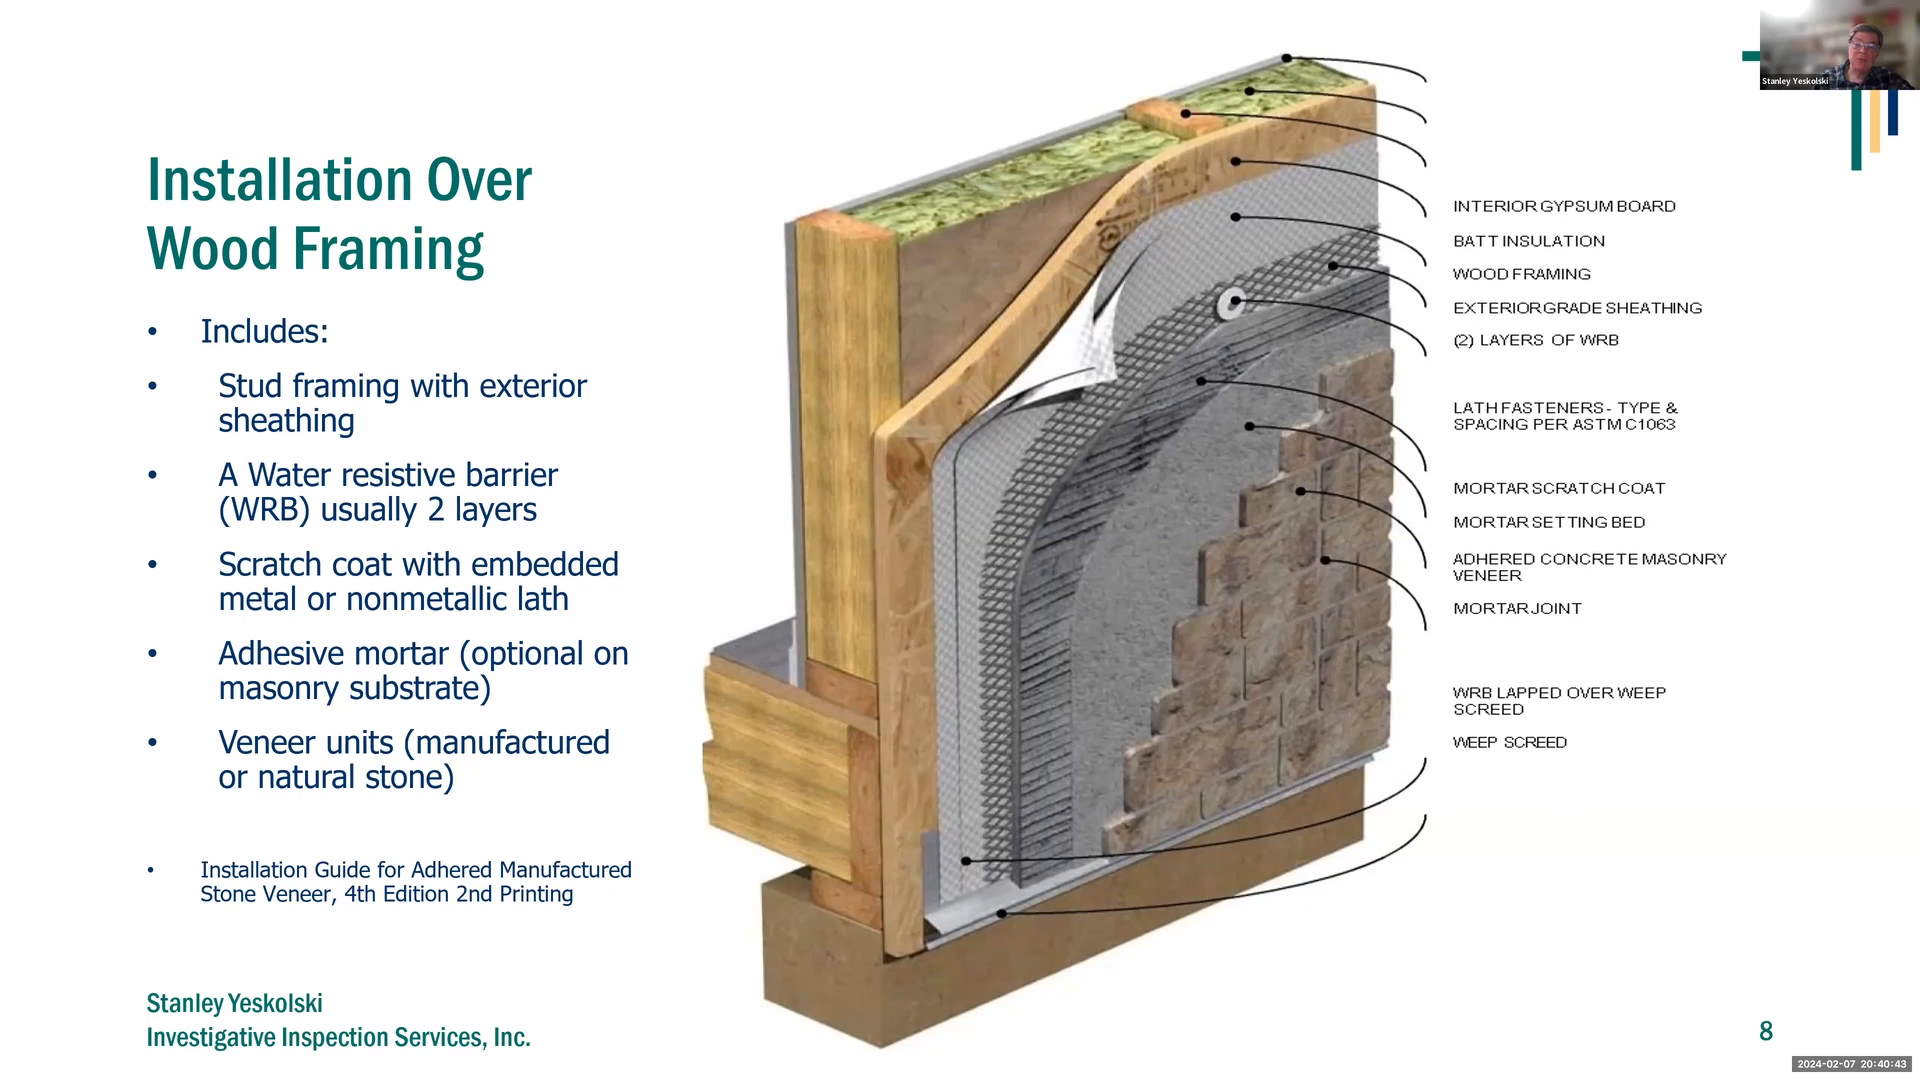 Stanley Yeskolski
Installation Over
Wood Framing
• Includes:
• Stud framing with exterior
sheathing
• A Water resistive barrier
(WRB) usually 2 layers
• Scratch coat with embedded
metal or nonmetallic lath
• Adhesive mortar (optional on
masonry substrate)
• Veneer units (manufactured
or natural stone)
• Installation Guide for Adhered Manufactured
Stone Veneer, 4th Edition 2nd Printing
INTERIOR GYPSUM BOARD
BATT INSULATION
WOOD FRAMING
EXTERIOR GRADE SHEATHING
(2) LAYERS OF WRB
LATH FASTENERS - TYPE &
SPACING PER ASTM C1063
MORTAR SCRATCH COAT
MORTAR SETTING BED
ADHERED CONCRETE MASONRY
VENEER
MORTAR JOINT
WRB LAPPED OVER WEEP
SCREED
WEEP SCREED
Stanley Yeskolski
Investigative Inspection Services, Inc.
8
2024-02-07 20:40:43